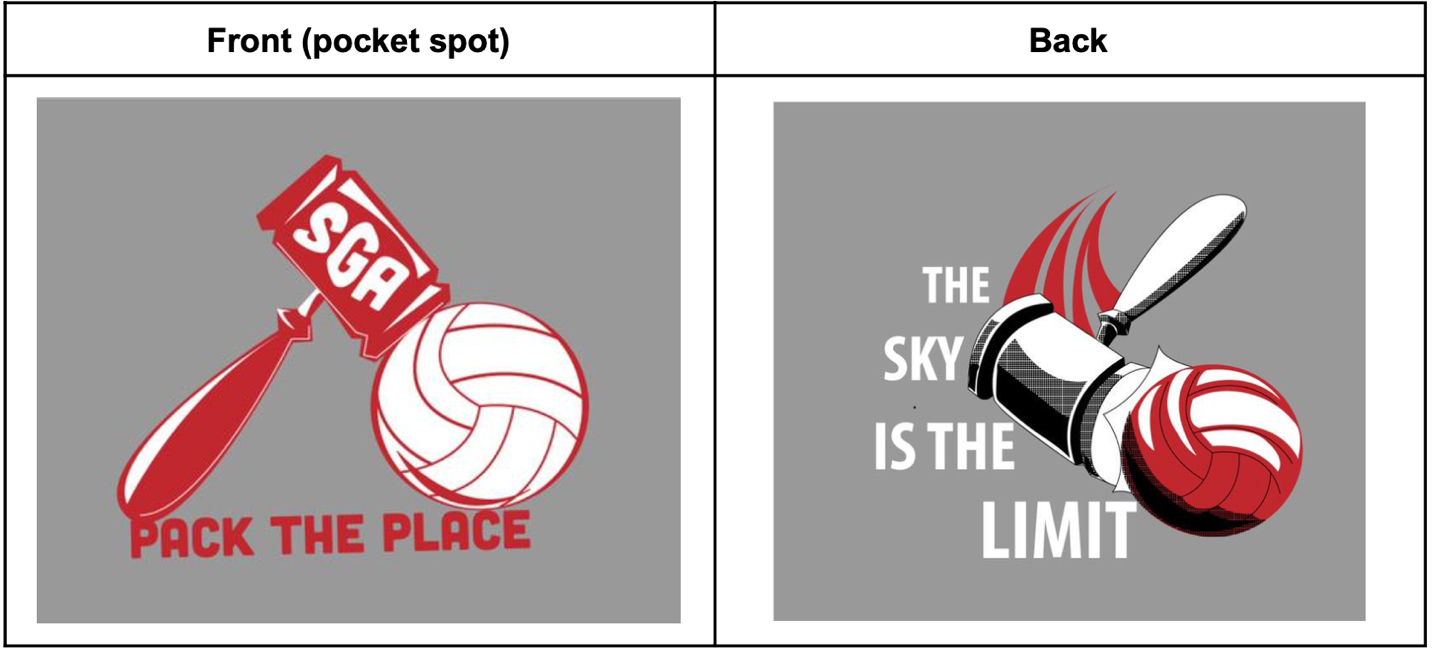 Front (pocket spot)
Back
SGA
PACK THE PLACE
THE
SKY
IS THE
LIMIT